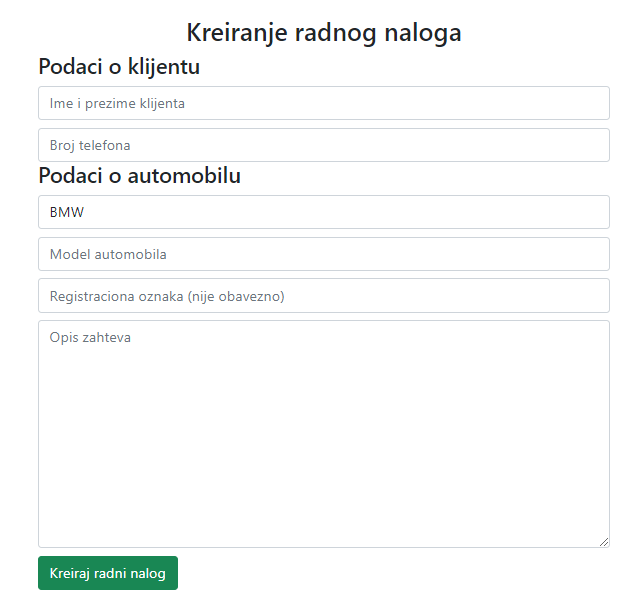 Kreiranje radnog naloga
Podaci o klijentu
Ime i prezime klijenta
Broj telefona
Podaci o automobilu
BMW
Model automobila
Registraciona oznaka (nije obavezno)
Opis zahteva
Kreiraj radni nalog